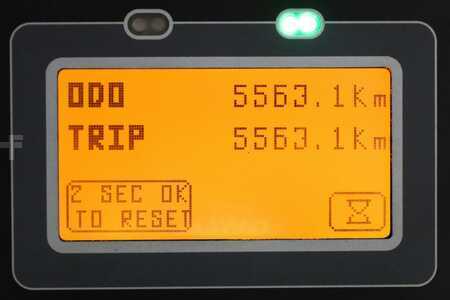 ODO 5563.1Km
TRIP 5563.1Km
2 SEC OK
TO RESET